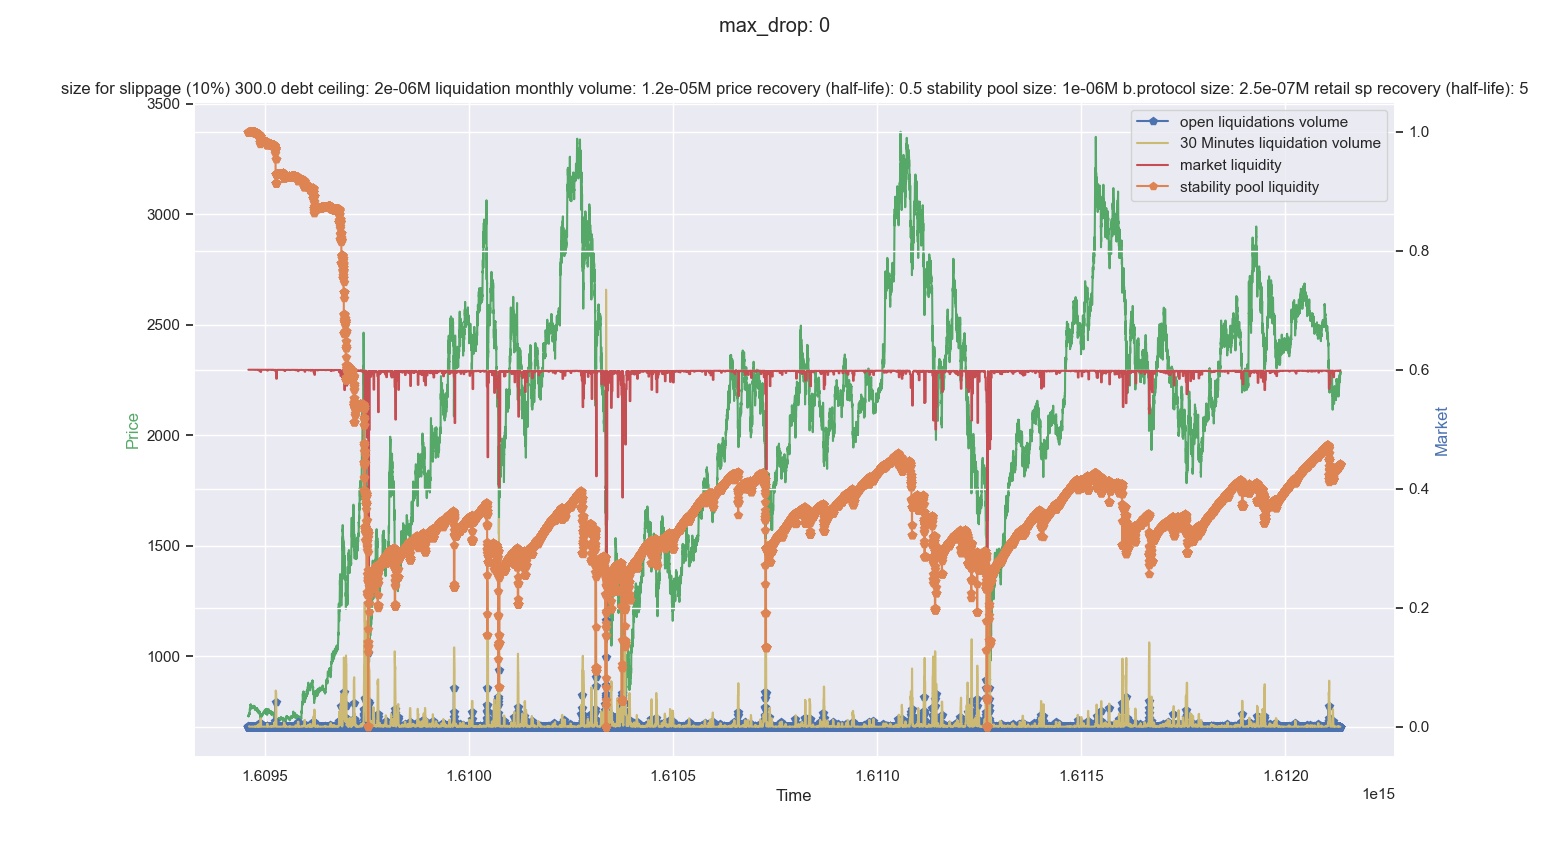 max_drop: 0
size for slippage (10%) 300.0 debt ceiling: 2e-06M liquidation monthly volume: 1.2e-05M price recovery (half-life): 0.5 stability pool size: 1e-06M b.protocol size: 2.5e-07M retail sp recovery (half-life): 5
3500
3000
2500
2000
1500
1000
Price
open liquidations volume
30 Minutes liquidation volume
market liquidity
stability pool liquidity
1.0
0.8
0.6
0.4
0.2
0.0
Market
1.6095
1.6100
1.6105
1.6110
1.6115
1.6120
1e15
Time